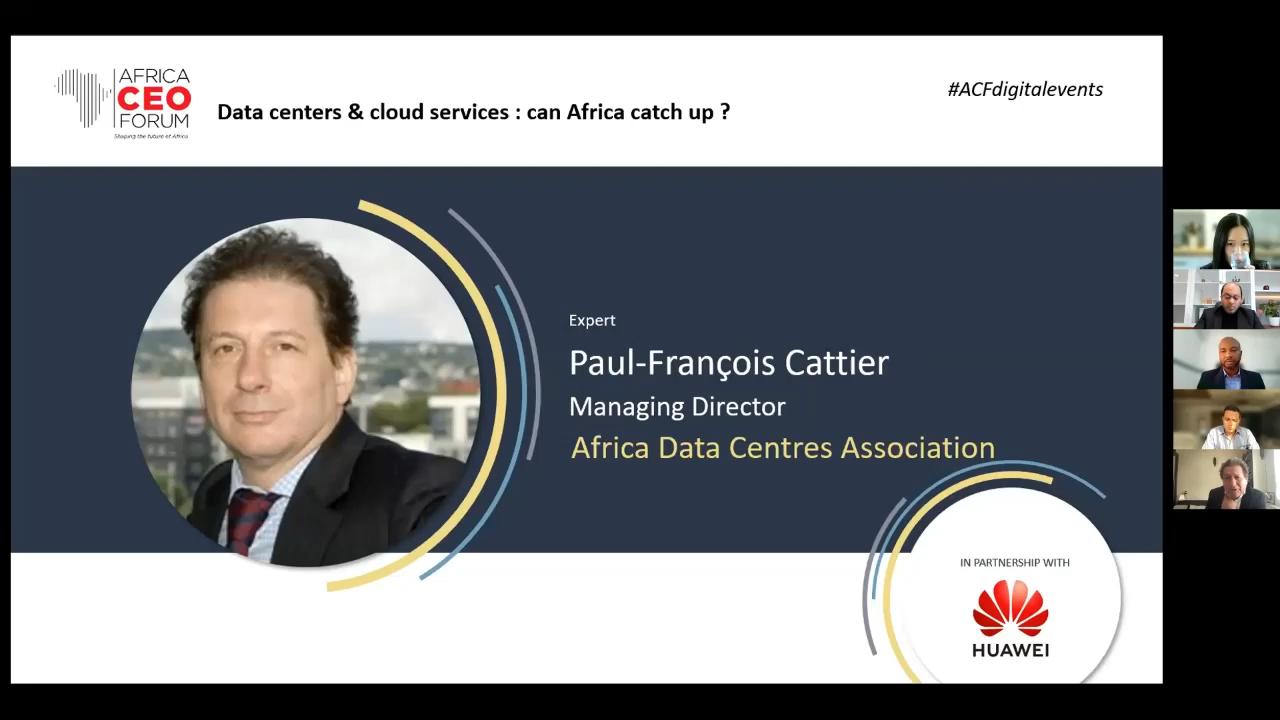 AFRICA
CEO
FORUM
Shaping the future of Africa
Data centers & cloud services : can Africa catch up ?
#ACFdigitalevents
Expert
Paul-François Cattier
Managing Director
Africa Data Centres Association
IN PARTNERSHIP WITH
HUAWEI